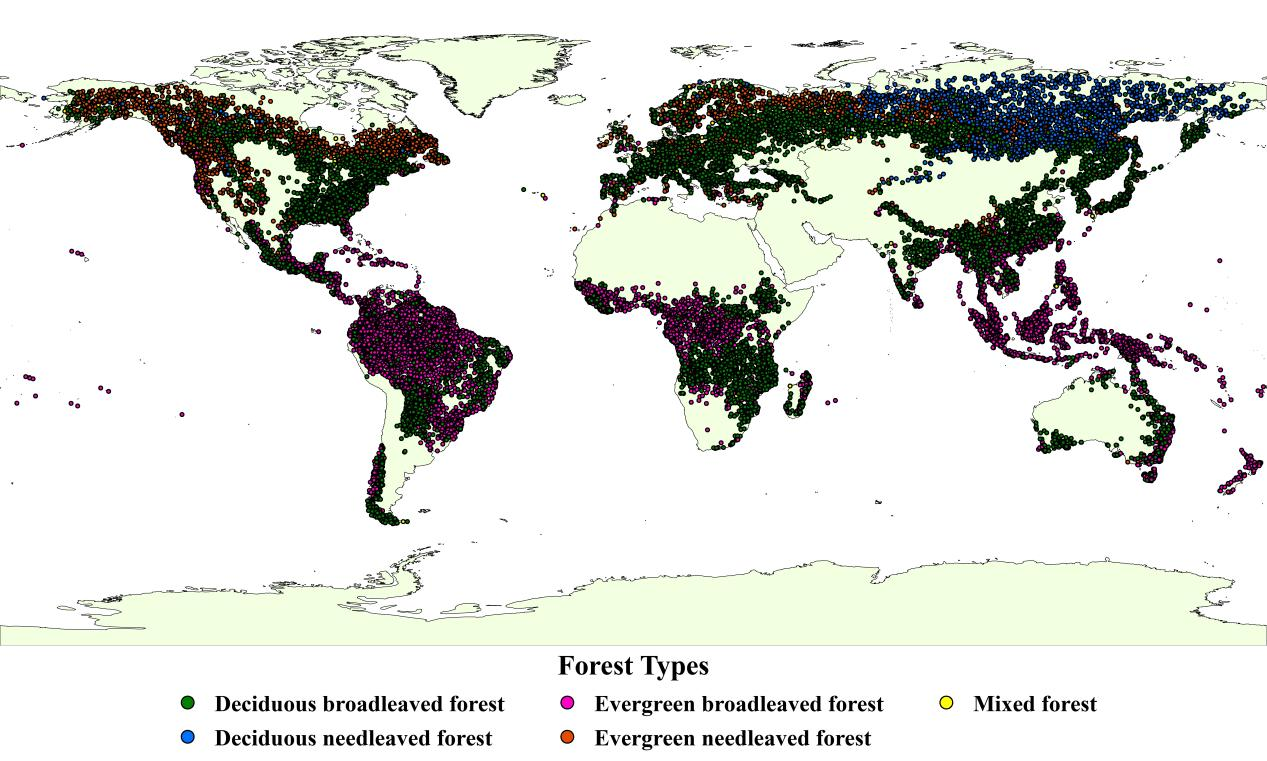 Forest Types
Deciduous broadleaved forest
Evergreen broadleaved forest
Mixed forest
Deciduous needleaved forest
Evergreen needleaved forest